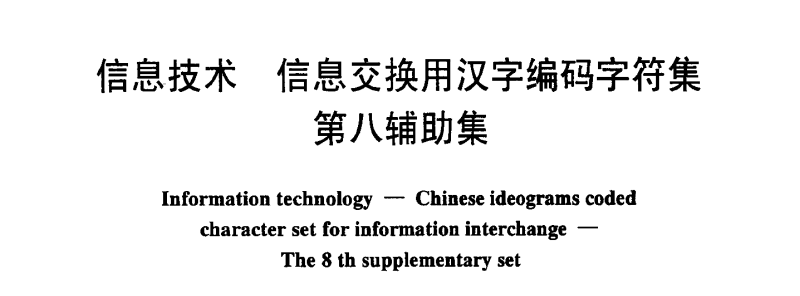 信息技术　信息交换用汉字编码字符集
第八辅助集
Information technology — Chinese ideograms coded
character set for information interchange —
The 8 th supplementary set